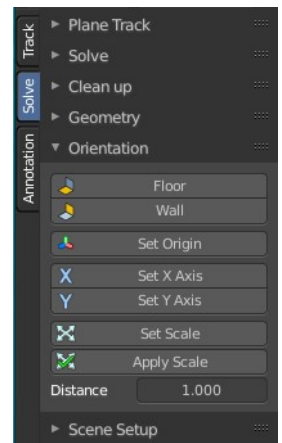 Track
Solve
Annotation
Plane Track
Solve
Clean up
Geometry
Orientation
Floor
Wall
Set Origin
X Set X Axis
Y Set Y Axis
Set Scale
Apply Scale
Distance 1.000
Scene Setup